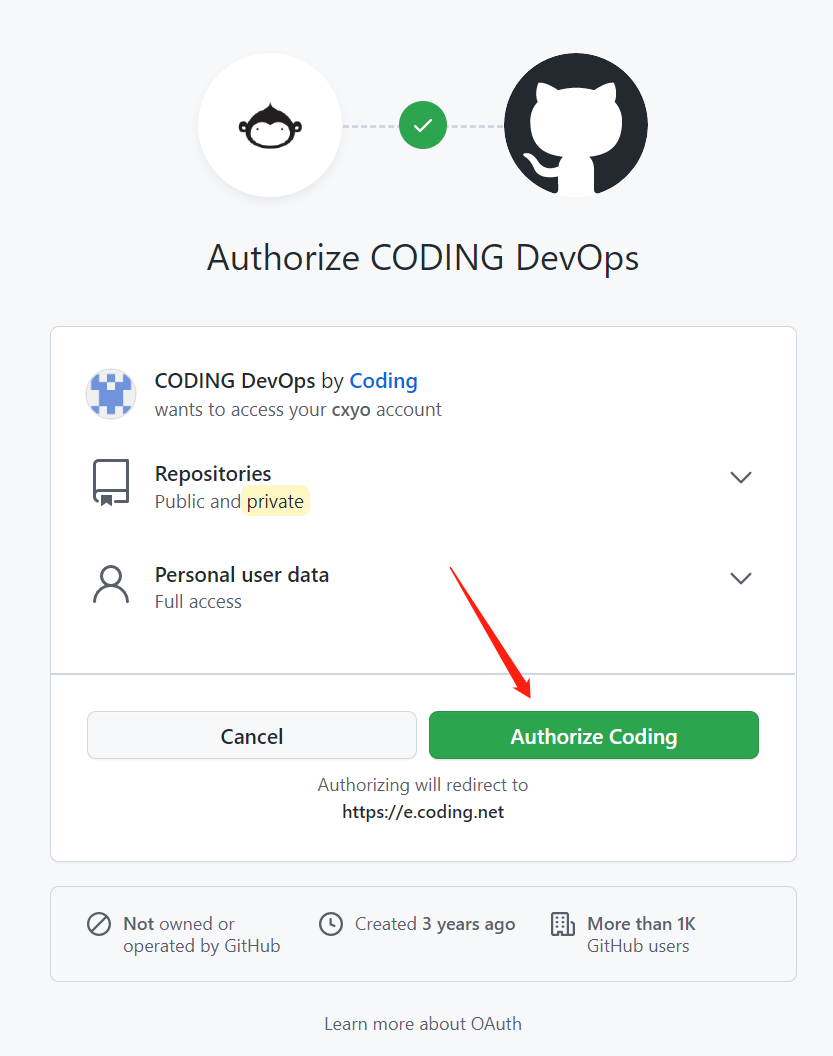 Authorize CODING DevOps
CODING DevOps by Coding
wants to access your cxyo account
Repositories
Public and private
Personal user data
Full access
Cancel
Authorize Coding
Authorizing will redirect to
https://e.coding.net
Not owned or
operated by GitHub
Created 3 years ago
More than 1K
GitHub users
Learn more about OAuth